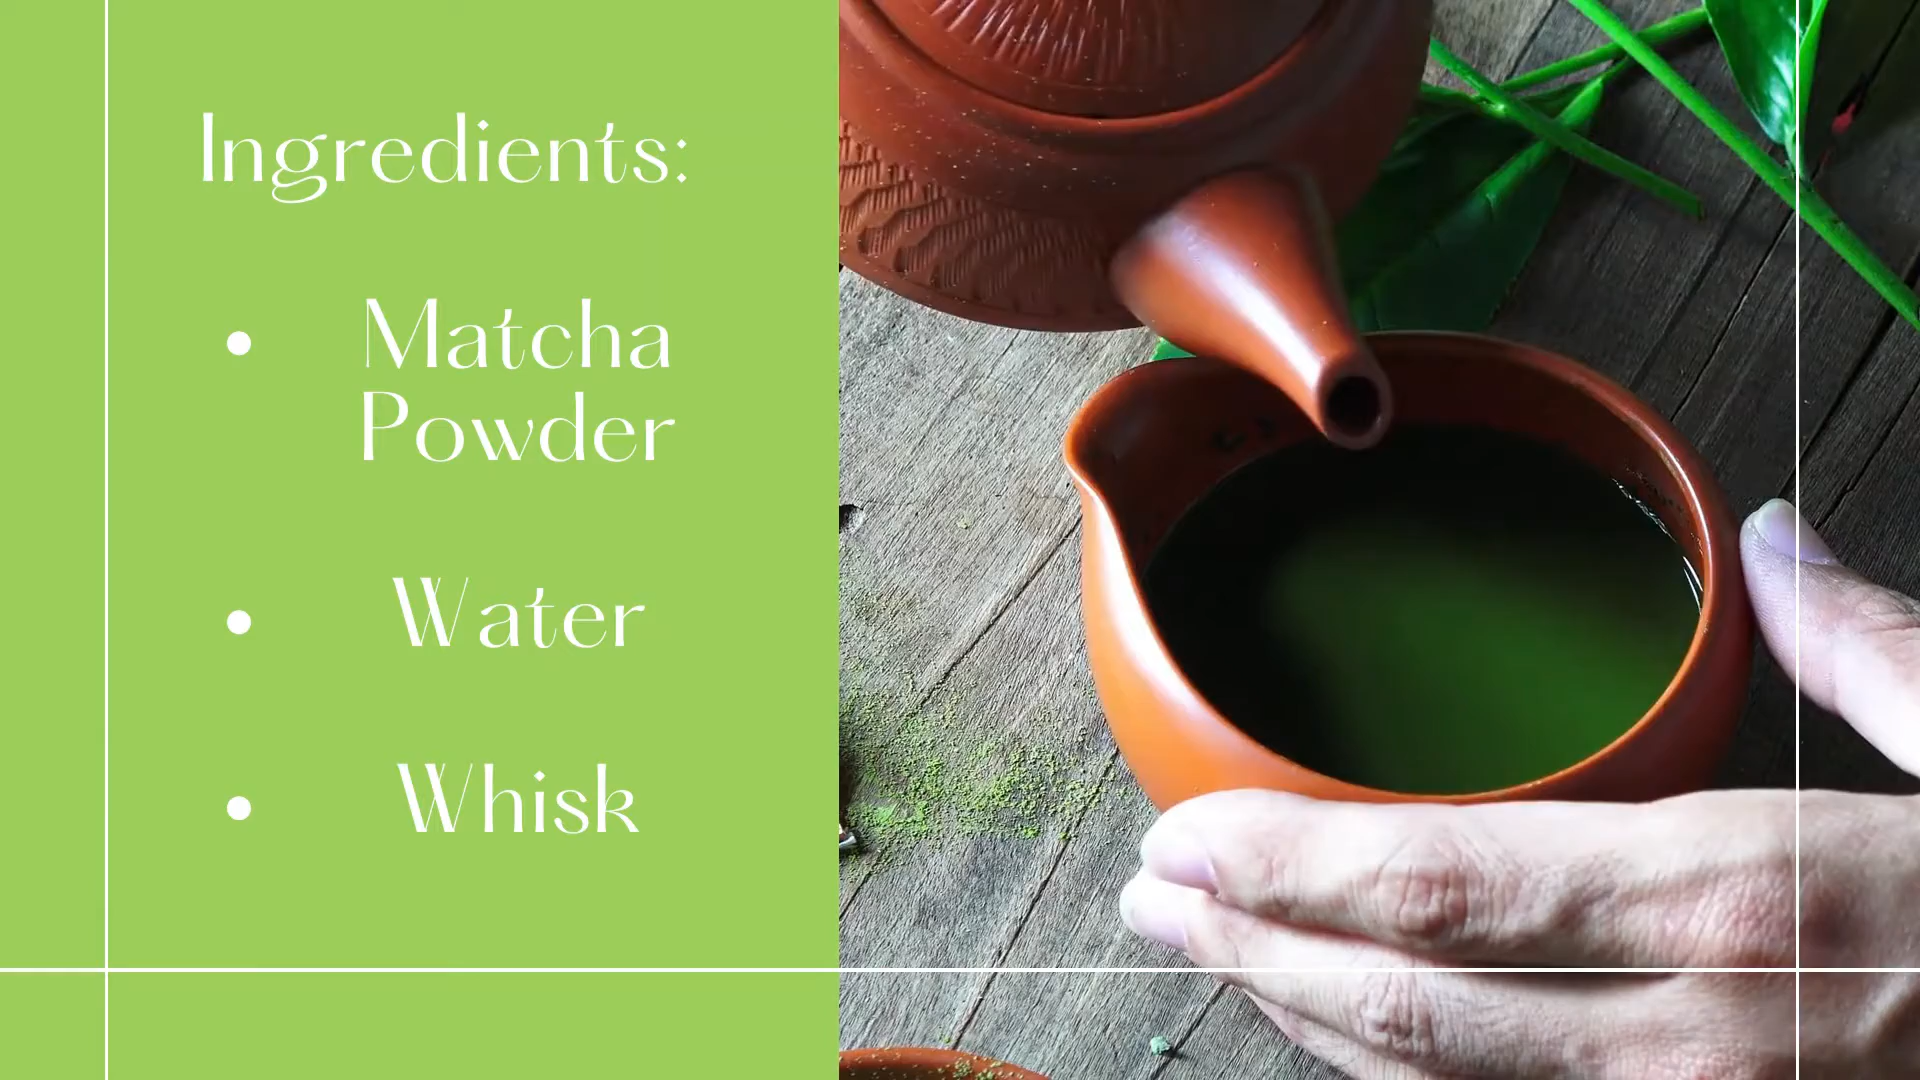 Ingredients:
• Matcha
Powder
• Water
• Whisk